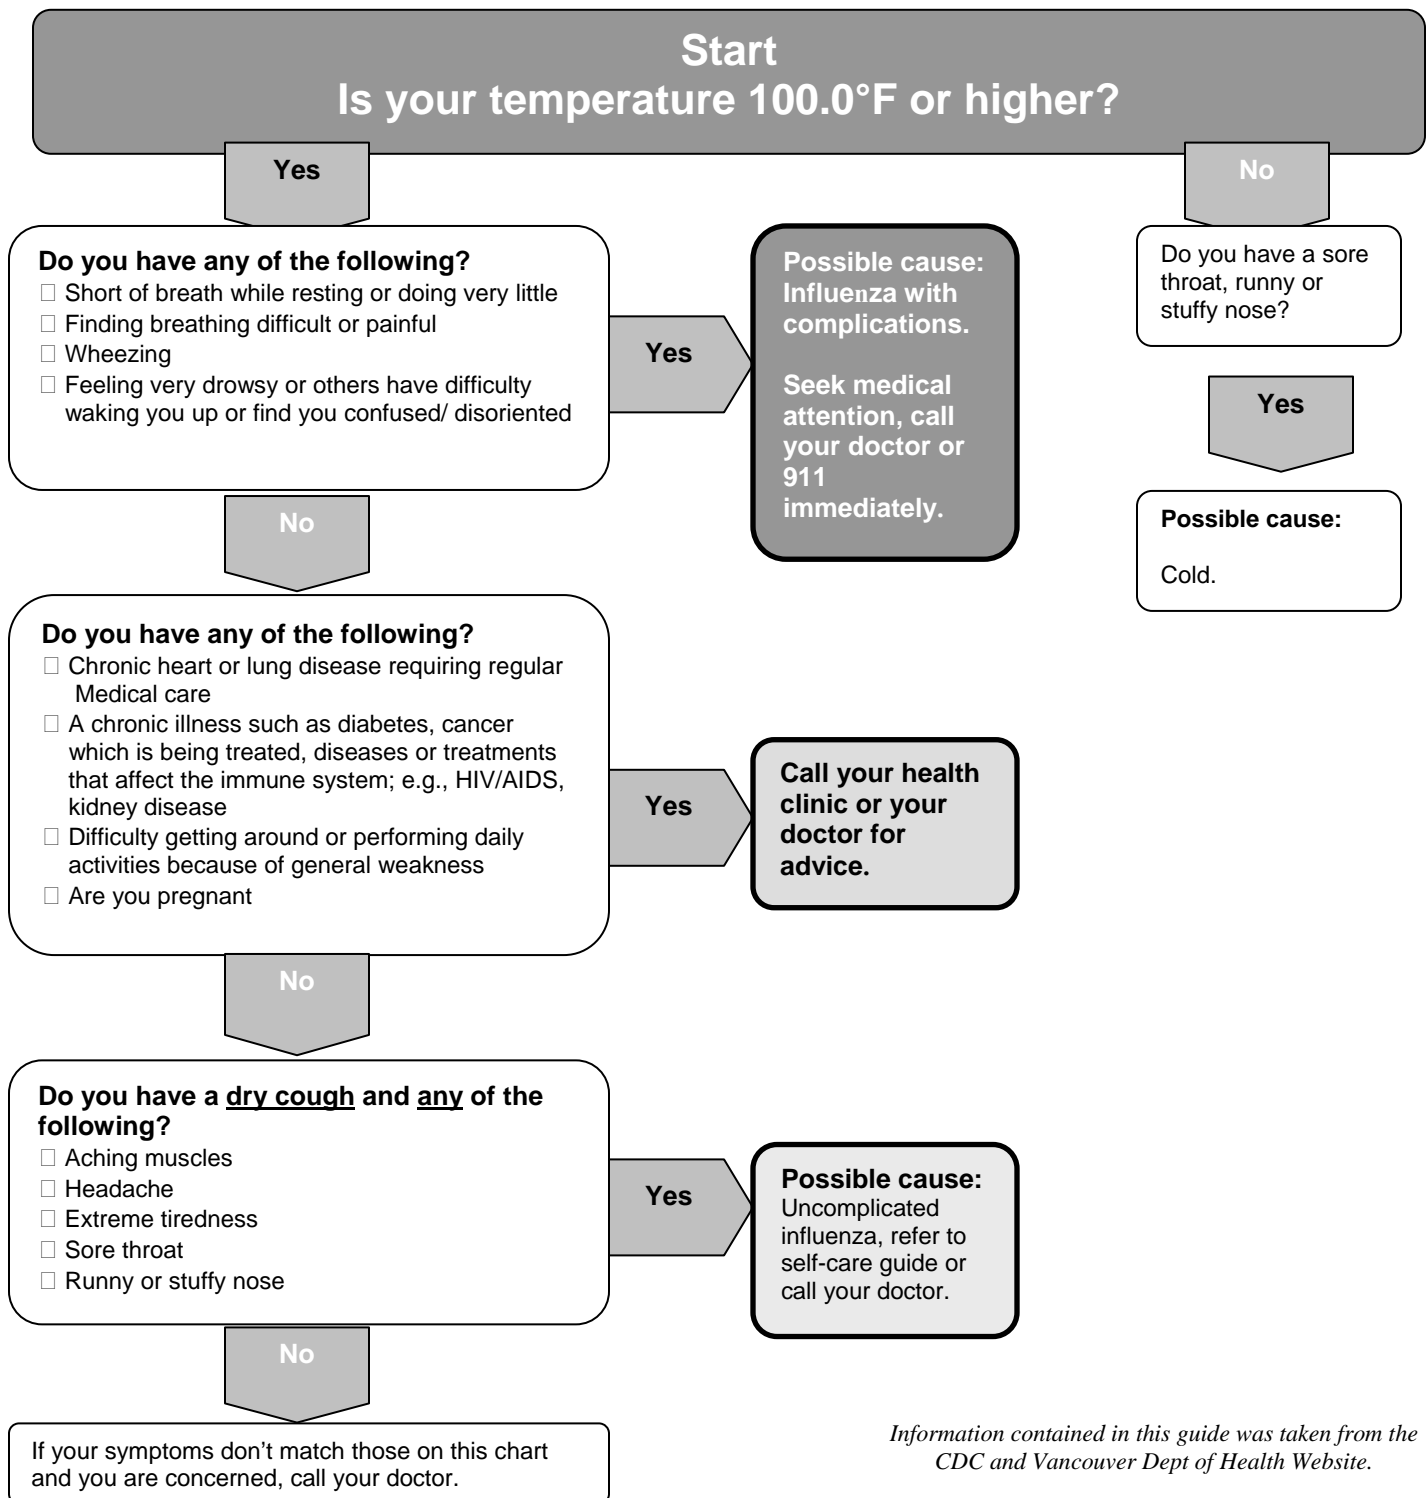 Start
Is your temperature 100.0°F or higher?
Yes
No
Do you have any of the following?
□ Short of breath while resting or doing very little
□ Finding breathing difficult or painful
□ Wheezing
□ Feeling very drowsy or others have difficulty
waking you up or find you confused/ disoriented
Yes
Possible cause:
Influenza with
complications.
Seek medical
attention, call
your doctor or
911
immediately.
Do you have a sore
throat, runny or
stuffy nose?
Yes
Possible cause:
Cold.
No
Do you have any of the following?
□ Chronic heart or lung disease requiring regular
Medical care
□ A chronic illness such as diabetes, cancer
which is being treated, diseases or treatments
that affect the immune system; e.g., HIV/AIDS,
kidney disease
□ Difficulty getting around or performing daily
activities because of general weakness
□ Are you pregnant
Yes
Call your health
clinic or your
doctor for
advice.
No
Do you have a dry cough and any of the
following?
□ Aching muscles
□ Headache
□ Extreme tiredness
□ Sore throat
□ Runny or stuffy nose
Yes
Possible cause:
Uncomplicated
influenza, refer to
self-care guide or
call your doctor.
No
If your symptoms don't match those on this chart
and you are concerned, call your doctor.
Information contained in this guide was taken from the
CDC and Vancouver Dept of Health Website.